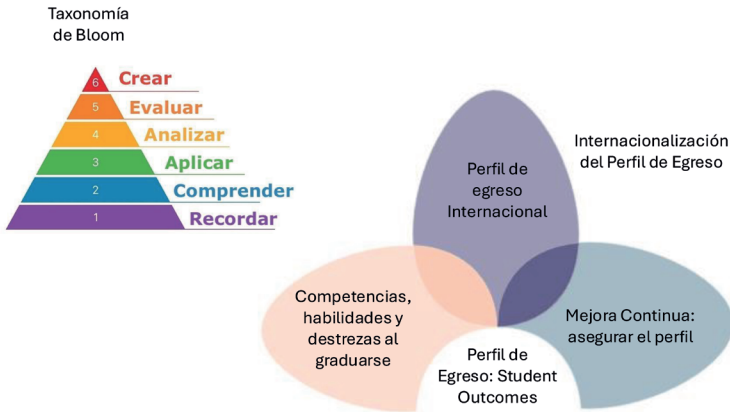 Taxonomía
de Bloom
6 Crear
5 Evaluar
4 Analizar
3 Aplicar
2 Comprender
1 Recordar
Internacionalización
del Perfil de Egreso
Perfil de
egreso
Internacional
Competencias,
habilidades y
destrezas al
graduarse
Mejora Continua:
asegurar el perfil
Perfil de
Egreso: Student
Outcomes